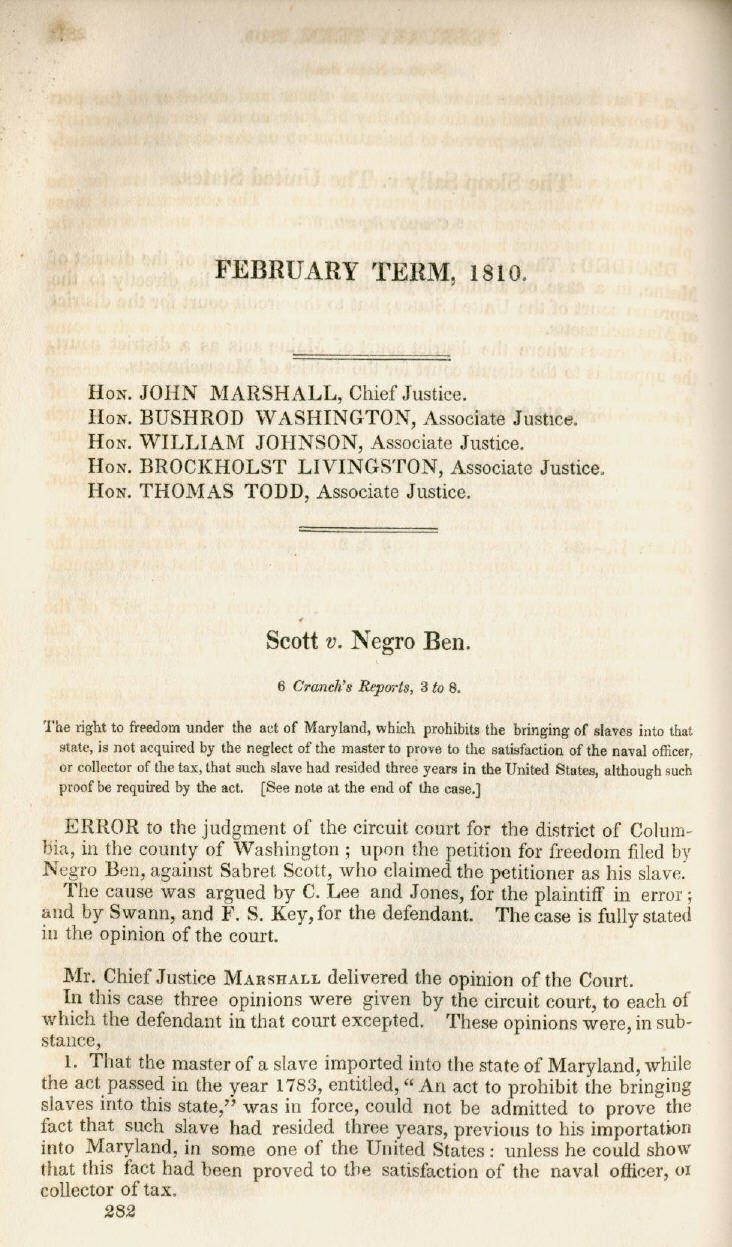 FEBRUARY TERM, 1810.
HON. JOHN MARSHALL, Chief Justice.
HON. BUSHROD WASHINGTON, Associate Justice.
HON. WILLIAM JOHNSON, Associate Justice.
HON. BROCKHOLST LIVINGSTON, Associate Justice.
HON. THOMAS TODD, Associate Justice.
Scott v. Negro Ben.
6 Cranch's Reports, 3 to 8.
The right to freedom under the act of Maryland, which prohibits the bringing of slaves into that
state, is not acquired by the neglect of the master to prove to the satisfaction of the naval officer,
or collector of the tax, that such slave had resided three years in the United States, although such
proof be required by the act. [See note at the end of the case.]
ERROR to the judgment of the circuit court for the district of Colum-
bia, in the county of Washington ; upon the petition for freedom filed by
Negro Ben, against Sabret Scott, who claimed the petitioner as his slave.
The cause was argued by C. Lee and Jones, for the plaintiff in error ;
and by Swann, and F. S. Key, for the defendant. The case is fully stated
in the opinion of the court.
Mr. Chief Justice MARSHALL delivered the opinion of the Court.
In this case three opinions were given by the circuit court, to each of
which the defendant in that court excepted. These opinions were, in sub-
stance,
1. That the master of a slave imported into the state of Maryland, while
the act passed in the year 1783, entitled, “ An act to prohibit the bringing
slaves into this state,” was in force, could not be admitted to prove the
fact that such slave had resided three years, previous to his importation
into Maryland, in some one of the United States : unless he could show
that this fact had been proved to the satisfaction of the naval officer, or
collector of tax.
282